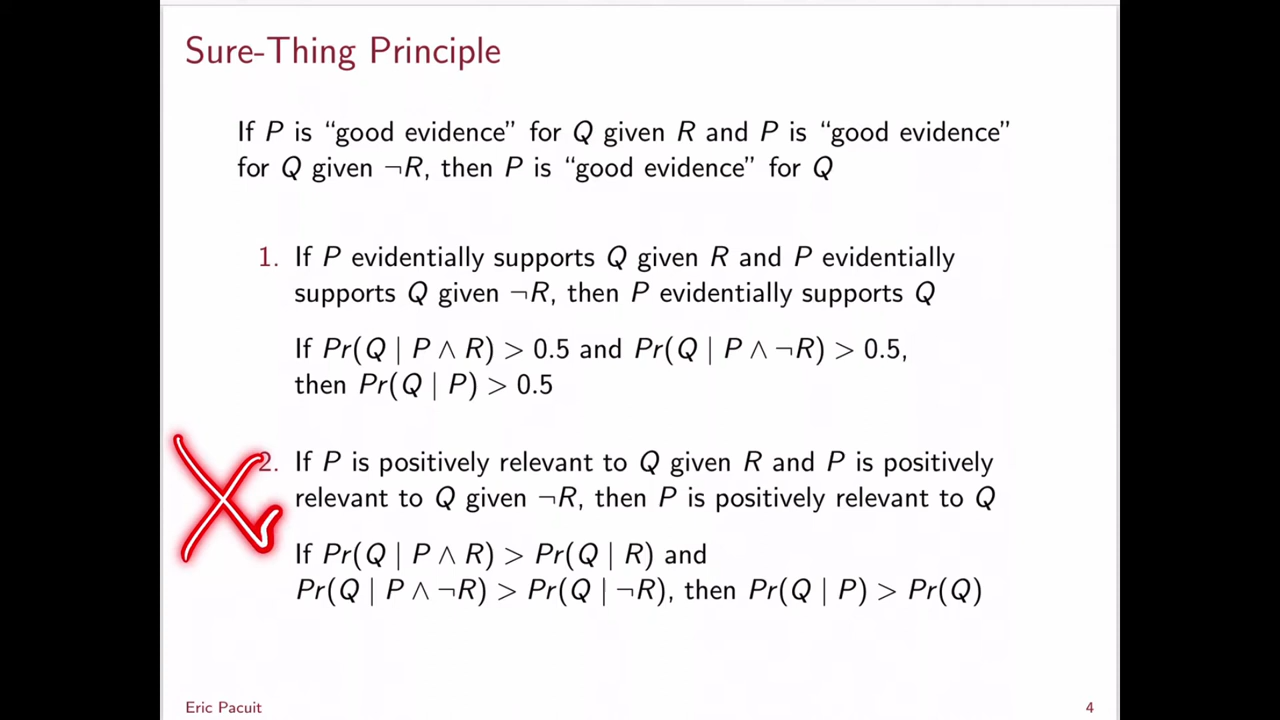 Sure-Thing Principle
If P is “good evidence” for Q given R and P is “good evidence”
for Q given ¬R, then P is “good evidence” for Q
1. If P evidentially supports Q given R and P evidentially
supports Q given ¬R, then P evidentially supports Q
If Pr(Q | P ∧ R) > 0.5 and Pr(Q | P ∧ ¬R) > 0.5,
then Pr(Q | P) > 0.5
2. If P is positively relevant to Q given R and P is positively
relevant to Q given ¬R, then P is positively relevant to Q
If Pr(Q | P ∧ R) > Pr(Q | R) and
Pr(Q | P ∧ ¬R) > Pr(Q | ¬R), then Pr(Q | P) > Pr(Q)
Eric Pacuit 4